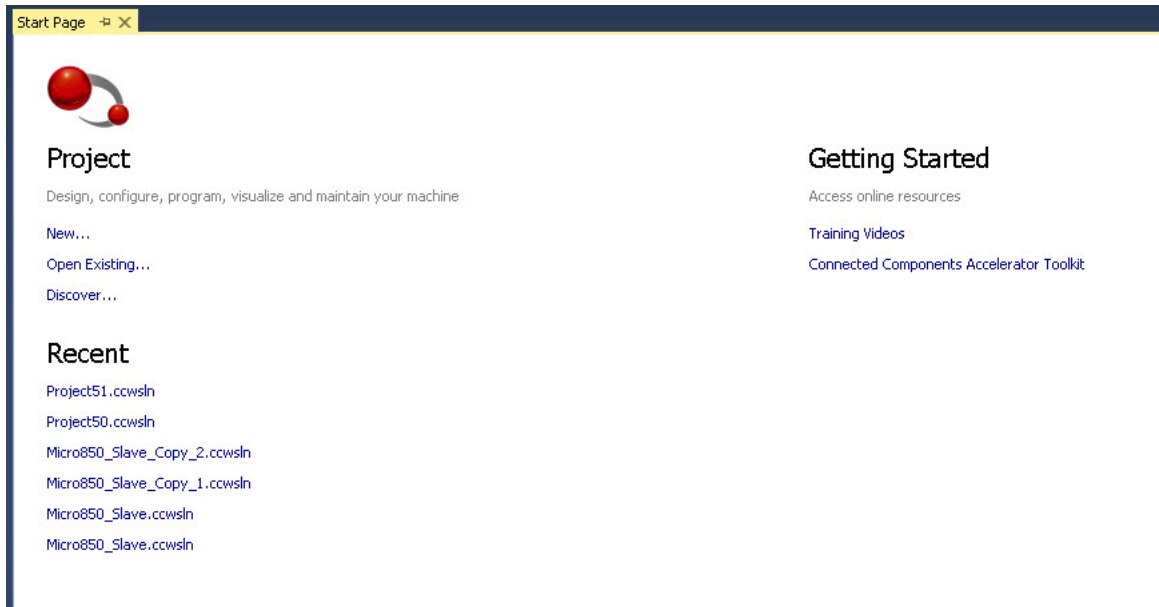 Start Page
Project
Design, configure, program, visualize and maintain your machine
New...
Open Existing...
Discover...
Recent
Project51.ccwsln
Project50.ccwsln
Micro850_Slave_Copy_2.ccwsln
Micro850_Slave_Copy_1.ccwsln
Micro850_Slave.ccwsln
Micro850_Slave.ccwsln
Getting Started
Access online resources
Training Videos
Connected Components Accelerator Toolkit